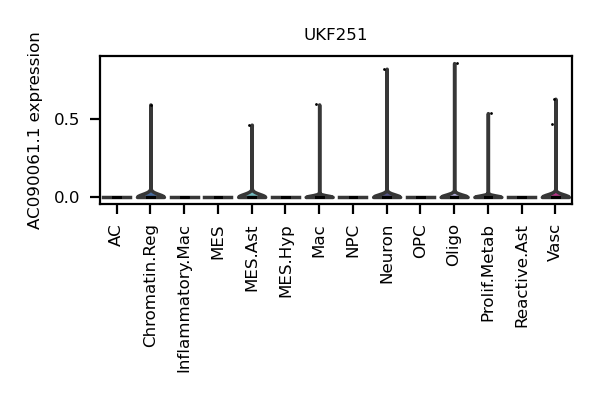 UKF251
AC090061.1 expression
0.5
0.0
AC
Chromatin.Reg
Inflammatory.Mac
MES
MES.Ast
MES.Hyp
Mac
NPC
Neuron
OPC
Oligo
Prolif.Metab
Reactive.Ast
Vasc